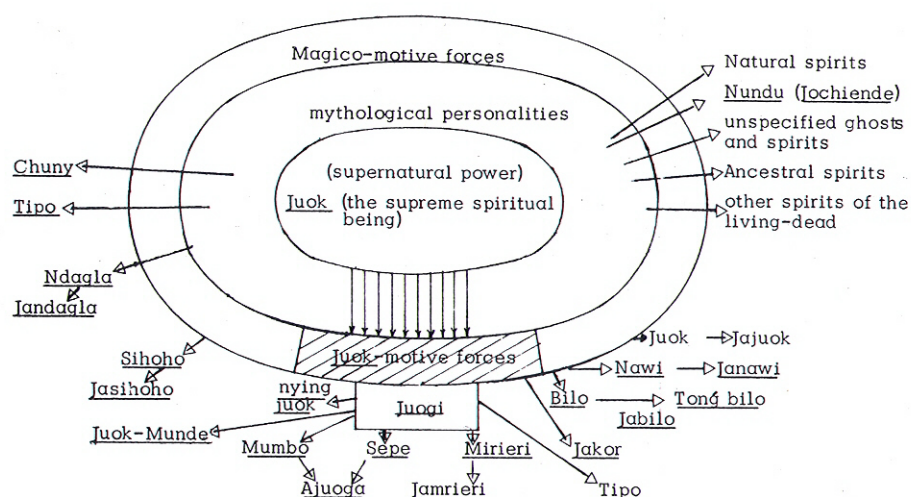 Magico-motive forces
mythological personalities
(supernatural power)
Juok (the supreme spiritual
being)
Natural spirits
Nundu (Jochiende)
unspecified ghosts
and spirits
Ancestral spirits
other spirits of the
living-dead
Chuny
Tipo
Ndagla
Jandagla
Sihoho
Jasihoho
Juok-motive forces
Juok Jajuok
Nawi Janawi
Bilo Tong bilo
Jabilo
nying
juok
Juogi
Juok-Munde
Mumbo
Sepe
Mirieri
Jakor
Ajuoga
Jamrieri
Tipo